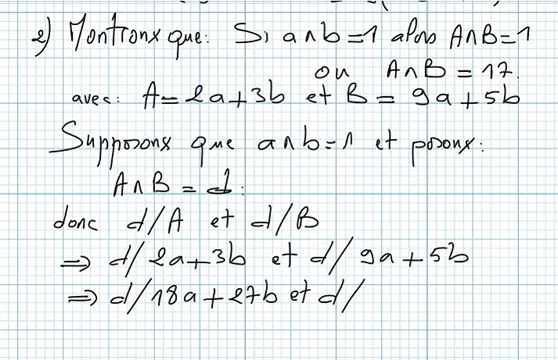 2) Montrons que: Si a∧b=1 alors A∧B=1
ou A∧B=17.
avec: A=2a+3b et B=9a+5b
Supposons que a∧b=1 et posons:
A∧B=d:
donc d/A et d/B
⇒ d/2a+3b et d/9a+5b
⇒ d/18a+27b et d/